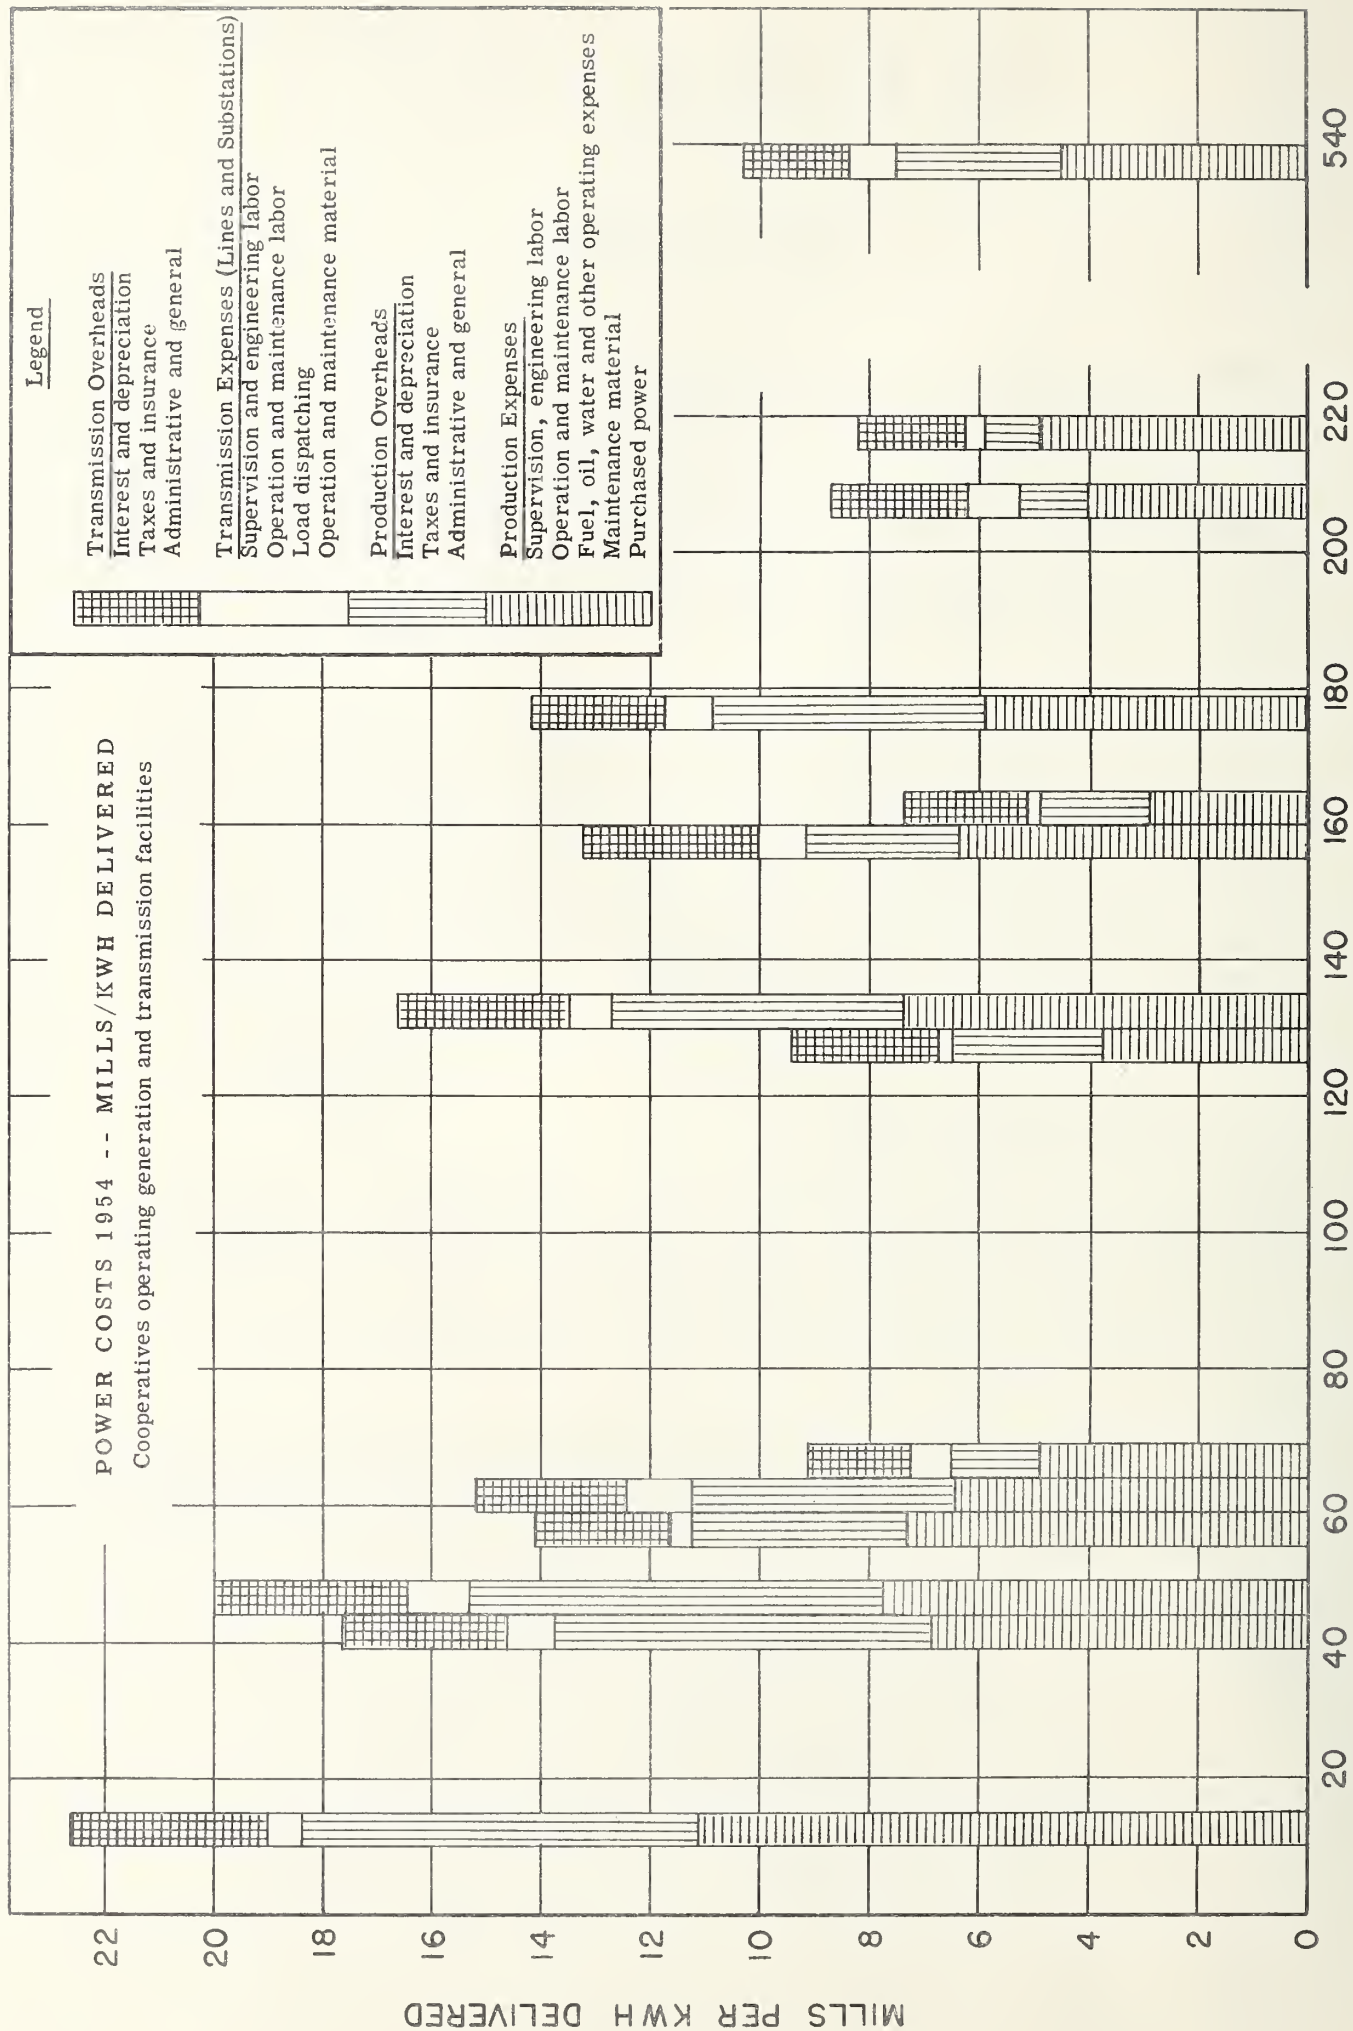 POWER COSTS 1954 -- MILLS/KWH DELIVERED
Cooperatives operating generation and transmission facilities
Legend
Transmission Overheads
Interest and depreciation
Taxes and insurance
Administrative and general
Transmission Expenses (Lines and Substations)
Supervision and engineering labor
Operation and maintenance labor
Load dispatching
Operation and maintenance material
Production Overheads
Interest and depreciation
Taxes and insurance
Administrative and general
Production Expenses
Supervision, engineering labor
Operation and maintenance labor
Fuel, oil, water and other operating expenses
Maintenance material
Purchased power
MILLS PER KWH DELIVERED
22
20
18
16
14
12
10
8
6
4
2
0
20
40
60
80
100
120
140
160
180
200
220
540